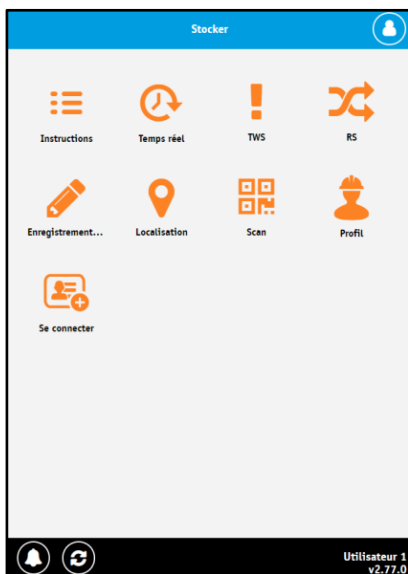 Stocker
Instructions
Temps réel
TWS
RS
Enregistrement...
Localisation
Scan
Profil
Se connecter
Utilisateur 1
v2.77.0